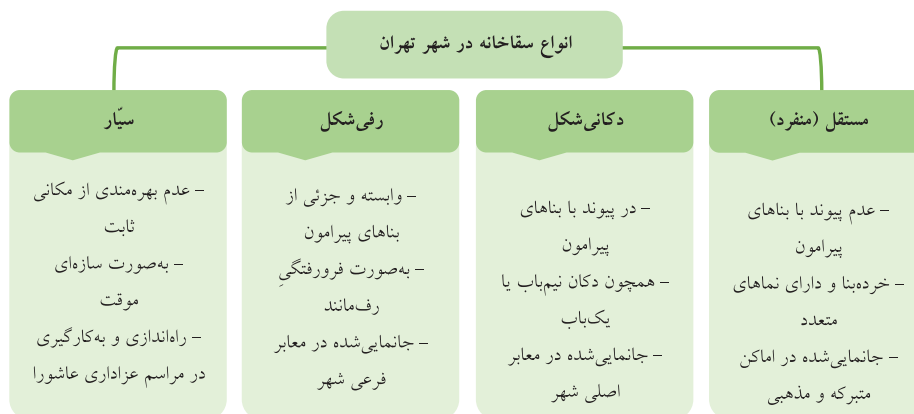 انواع سقاخانه در شهر تهران
مستقل (منفرد)
– عدم پیوند با بناهای
پیرامون
– خرده‌بنا و دارای نماهای
متعدد
– جانمایی‌شده در اماکن
متبرکه و مذهبی
دکانی‌شکل
– در پیوند با بناهای
پیرامون
– همچون دکان نیم‌باب یا
یک‌باب
– جانمایی‌شده در معابر
اصلی شهر
رفی‌شکل
– وابسته و جزئی از
بناهای پیرامون
– به‌صورت فرورفتگیِ
رف‌مانند
– جانمایی‌شده در معابر
فرعی شهر
سیّار
– عدم بهره‌مندی از مکانی
ثابت
– به‌صورت سازه‌ای
موقت
– راه‌اندازی و به‌کارگیری
در مراسم عزاداری عاشورا